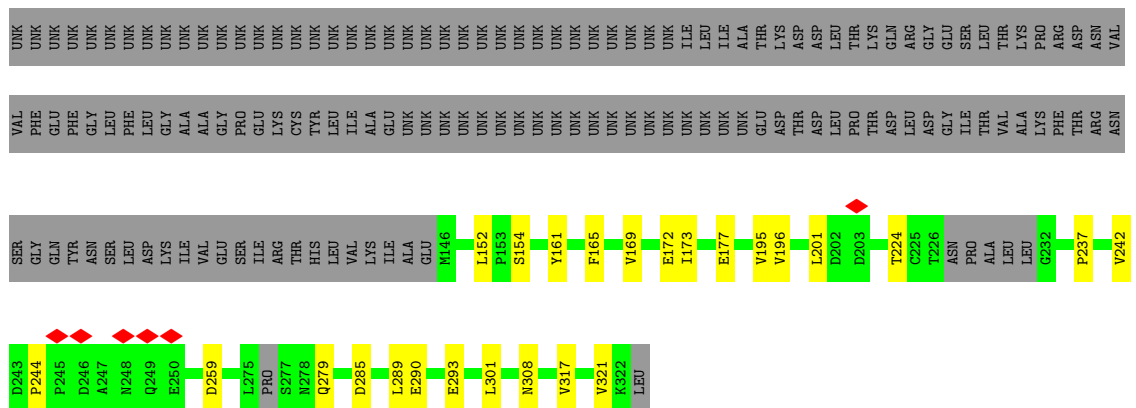 UNK UNK UNK UNK UNK UNK UNK UNK UNK UNK UNK UNK UNK UNK UNK UNK UNK UNK UNK UNK UNK UNK UNK UNK UNK UNK UNK UNK UNK UNK UNK UNK UNK UNK UNK ILE LEU ILE ALA THR LYS ASP ASP LEU THR LYS GLN ARG GLY GLU SER LEU THR LYS PRO ARG ASP ASN VAL
VAL PHE GLU PHE GLY LEU PHE LEU GLY ALA ALA GLY PRO GLU LYS CYS TYR LEU ILE ALA GLU UNK UNK UNK UNK UNK UNK UNK UNK UNK UNK UNK UNK UNK UNK UNK UNK UNK UNK GLU ASP THR ASP LEU PRO THR ASP LEU ASP GLY ILE THR VAL ALA LYS PHE THR ARG ASN
SER GLY GLN TYR ASN SER LEU ASP LYS ILE VAL GLU SER ILE ARG THR HIS LEU VAL LYS ILE ALA GLU M146 L152 P153 S154 Y161 F165 V169 E172 I173 E177 V195 V196 L201 D202 D203 T224 C225 T226 ASN PRO ALA LEU LEU G232 P237 V242
D243 P244 P245 D246 A247 N248 Q249 E250 D259 L275 PRO S277 N278 Q279 D285 L289 E290 E293 L301 N308 V317 V321 K322 LEU